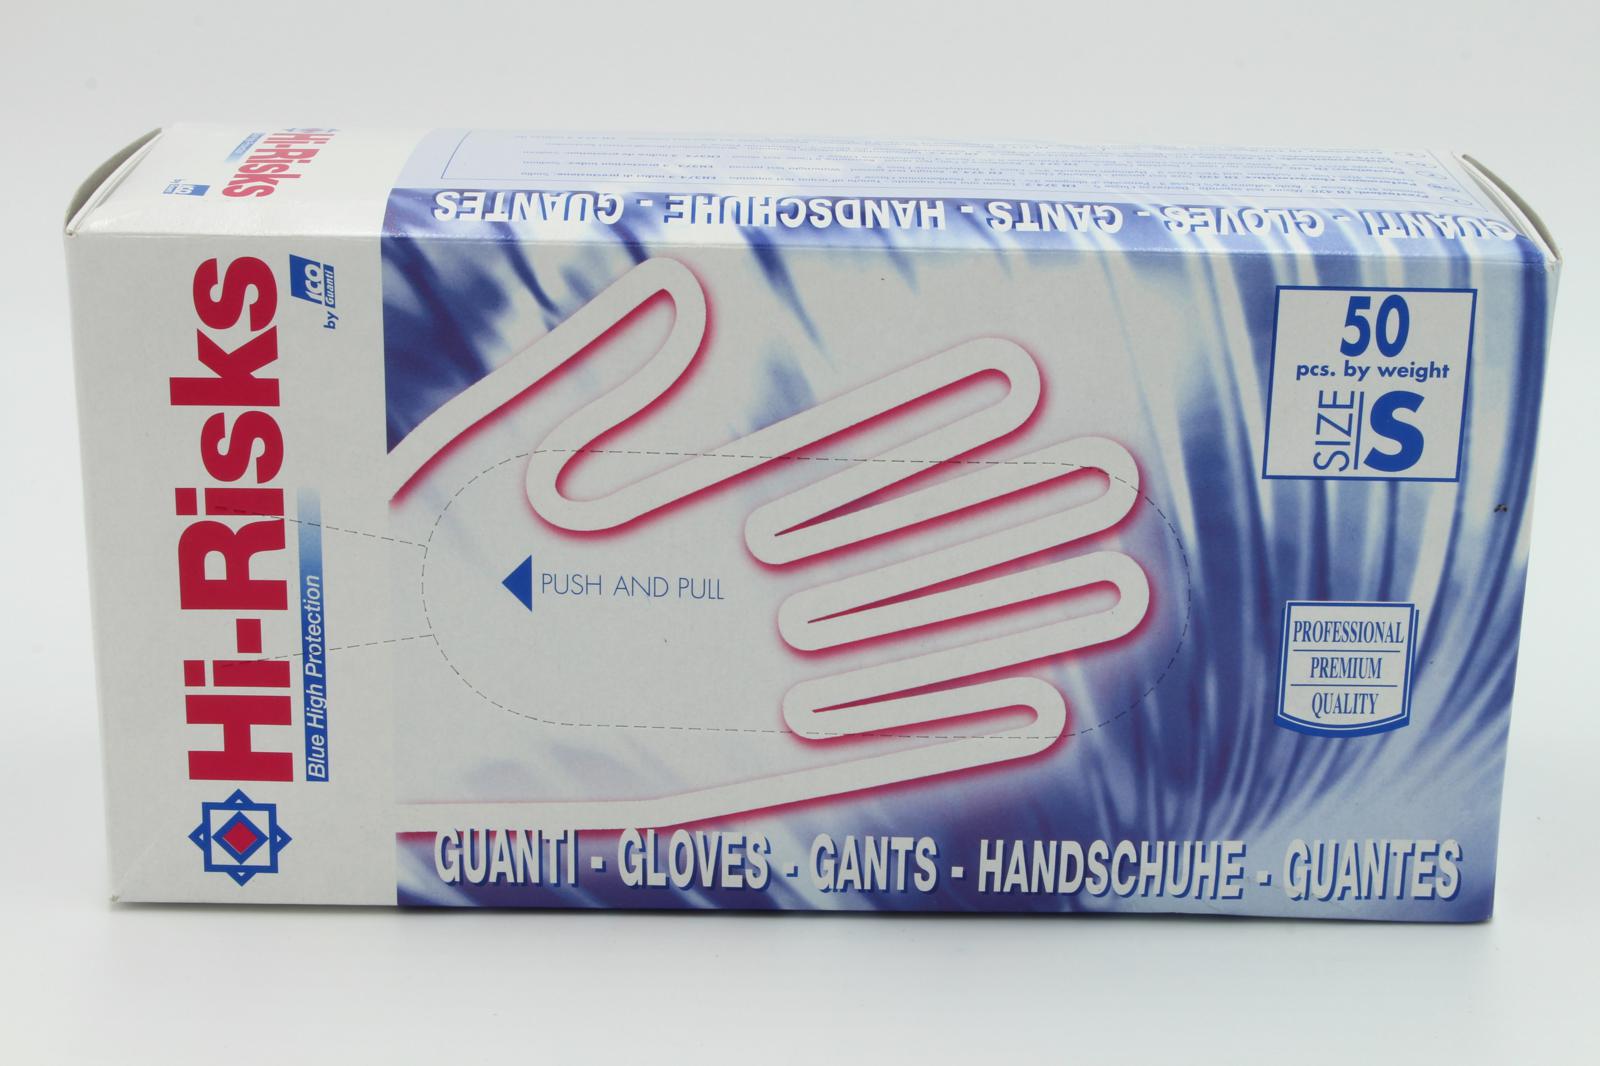 Hi-Risks
Blue High Protection
by ICO Guanti
Hi-Risks
GUANTI - GLOVES - GANTS - HANDSCHUHE - GUANTES
50
pcs. by weight
SIZE S
PUSH AND PULL
PROFESSIONAL
PREMIUM
QUALITY
GUANTI - GLOVES - GANTS - HANDSCHUHE - GUANTES